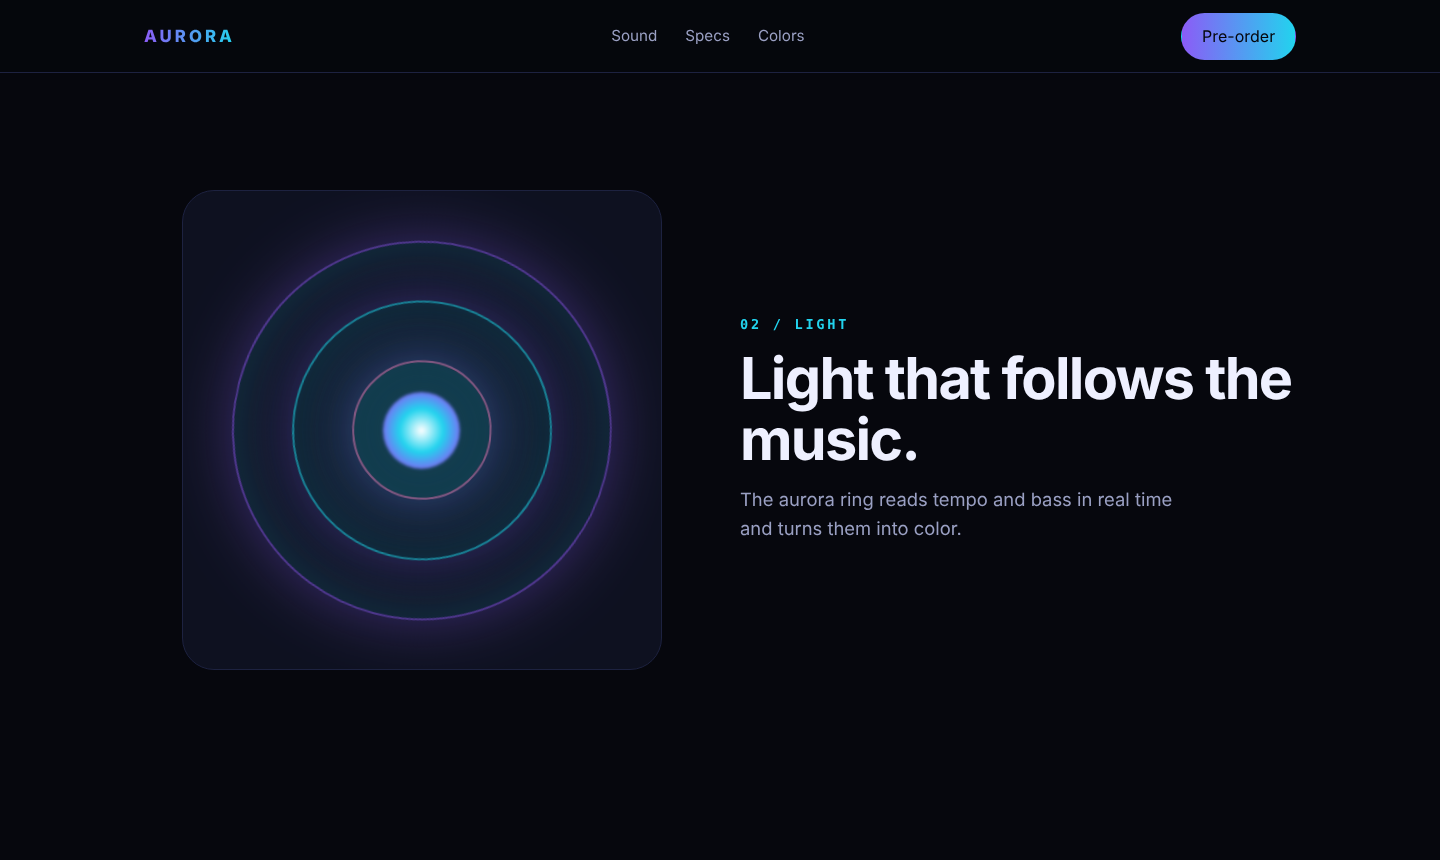 AURORA
Sound Specs Colors
Pre-order
02 / LIGHT
Light that follows the
music.
The aurora ring reads tempo and bass in real time
and turns them into color.